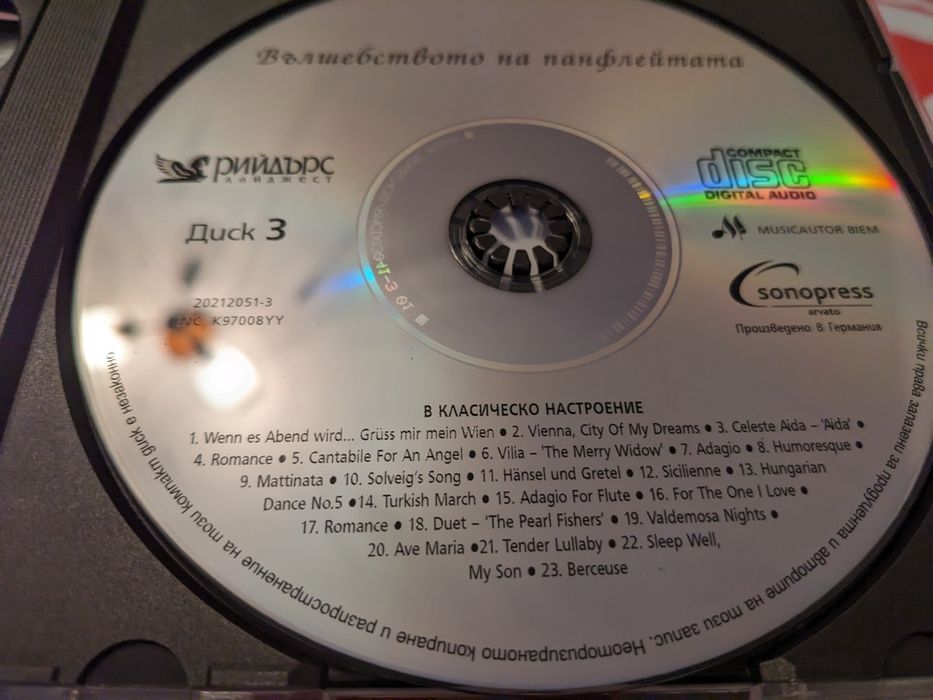 Вълшебството на панфлейтата
РИЙДЪРС
ДАЙДЖЕСТ
COMPACT
disc
DIGITAL AUDIO
Диск 3
MUSICAUTOR BIEM
20212051-3
K97008YY
sonopress
arvato
Произведено в Германия
В КЛАСИЧЕСКО НАСТРОЕНИЕ
1. Wenn es Abend wird... Grüss mir mein Wien • 2. Vienna, City Of My Dreams • 3. Celeste Aida – 'Aida' •
4. Romance • 5. Cantabile For An Angel • 6. Vilia – 'The Merry Widow' • 7. Adagio • 8. Humoresque •
9. Mattinata • 10. Solveig's Song • 11. Hänsel und Gretel • 12. Sicilienne • 13. Hungarian
Dance No.5 •14. Turkish March • 15. Adagio For Flute • 16. For The One I Love •
17. Romance • 18. Duet – 'The Pearl Fishers' • 19. Valdemosa Nights •
20. Ave Maria •21. Tender Lullaby • 22. Sleep Well,
My Son • 23. Berceuse
Всички права запазени за продуцента и авторите на този запис. Неоторизираното копиране и разпространение на този компакт диск е незаконно